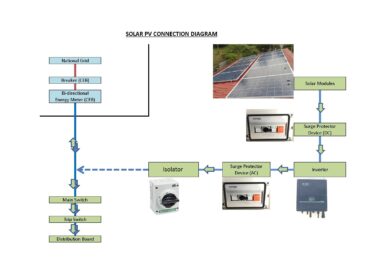 SOLAR PV CONNECTION DIAGRAM
National Grid
Breaker (CEB)
Bi-directional
Energy Meter (CEB)
Solar Modules
Surge Protector
Device (DC)
Isolator
Surge Protector
Device (AC)
Inverter
Main Switch
Trip Switch
Distribution Board